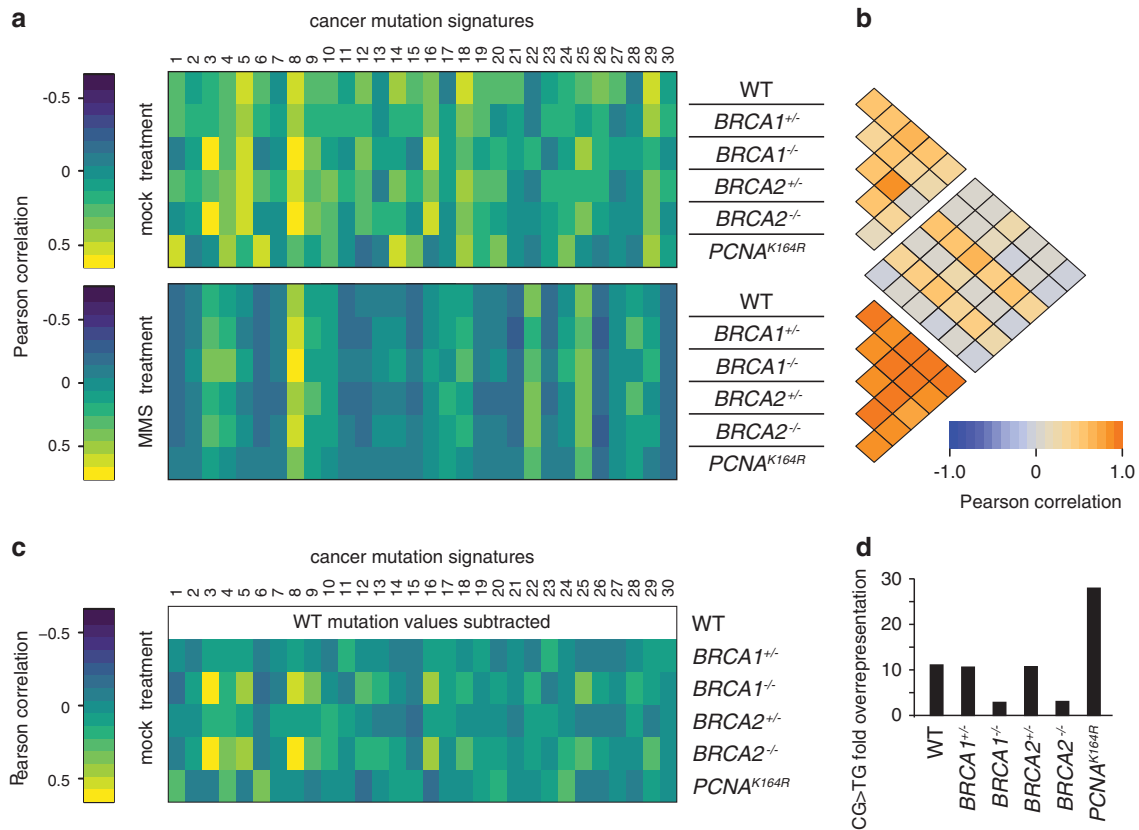 a
cancer mutation signatures
1 2 3 4 5 6 7 8 9 10 11 12 13 14 15 16 17 18 19 20 21 22 23 24 25 26 27 28 29 30
Pearson correlation
-0.5
0
0.5
mock treatment
WT
BRCA1+/-
BRCA1-/-
BRCA2+/-
BRCA2-/-
PCNAK164R
-0.5
0
0.5
MMS treatment
WT
BRCA1+/-
BRCA1-/-
BRCA2+/-
BRCA2-/-
PCNAK164R
b
-1.0 0 1.0
Pearson correlation
c
cancer mutation signatures
1 2 3 4 5 6 7 8 9 10 11 12 13 14 15 16 17 18 19 20 21 22 23 24 25 26 27 28 29 30
Pearson correlation
−0.5
0
0.5
mock treatment
WT mutation values subtracted
WT
BRCA1+/-
BRCA1-/-
BRCA2+/-
BRCA2-/-
PCNAK164R
d
CG>TG fold overrepresentation
30
20
10
0
WT
BRCA1+/-
BRCA1-/-
BRCA2+/-
BRCA2-/-
PCNAK164R